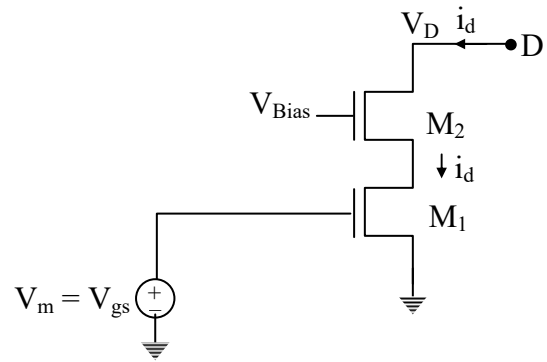 V_D i_d D
V_Bias
M_2
i_d
M_1
V_m = V_gs
+
−